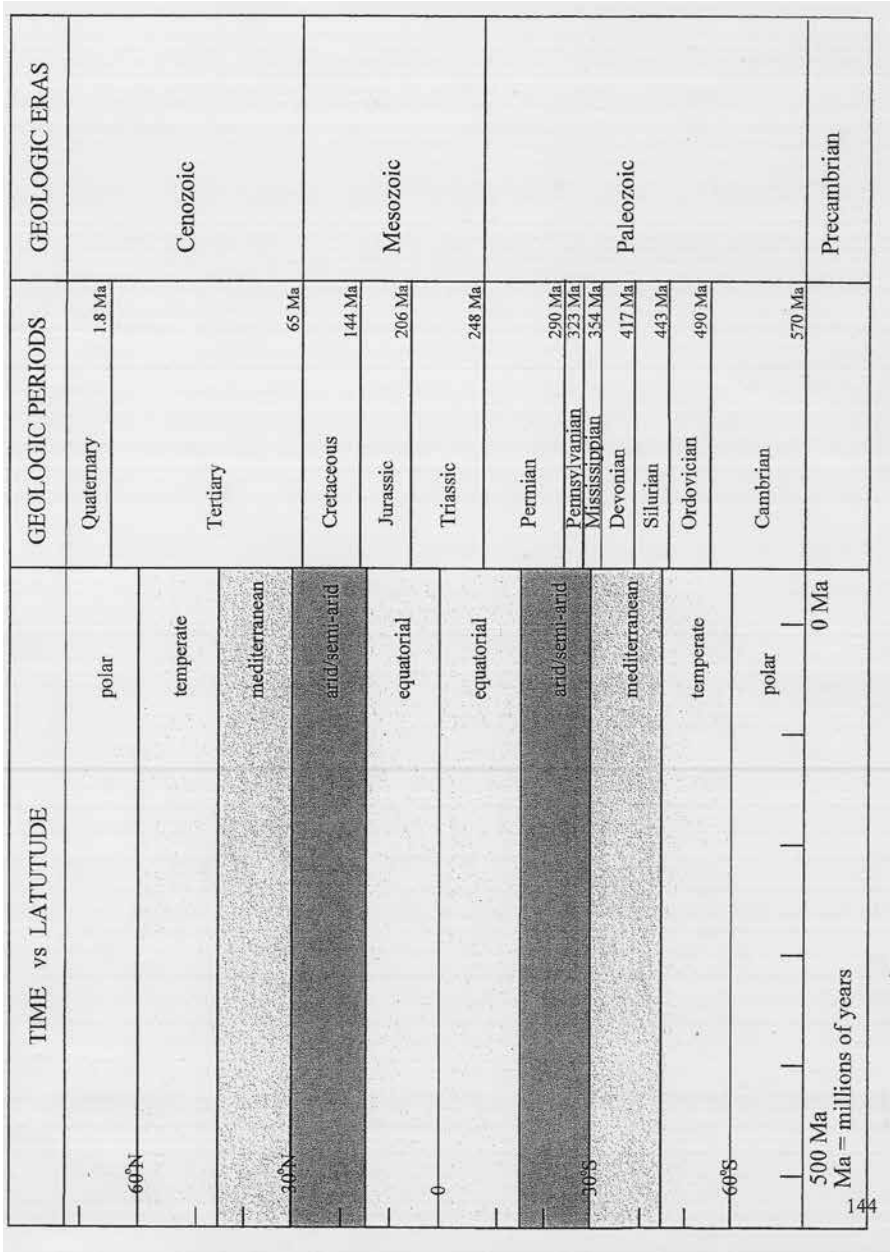 TIME vs LATUTUDE
GEOLOGIC PERIODS
GEOLOGIC ERAS
60°N
30°N
0
30°S
60°S
polar
temperate
mediterranean
arid/semi-arid
equatorial
equatorial
arid/semi-arid
mediterranean
temperate
polar
500 Ma
0 Ma
Ma = millions of years
Quaternary
1.8 Ma
Tertiary
65 Ma
Cretaceous
144 Ma
Jurassic
206 Ma
Triassic
248 Ma
Permian
290 Ma
Pennsylvanian
323 Ma
Mississippian
354 Ma
Devonian
417 Ma
Silurian
443 Ma
Ordovician
490 Ma
Cambrian
570 Ma
Cenozoic
Mesozoic
Paleozoic
Precambrian
144